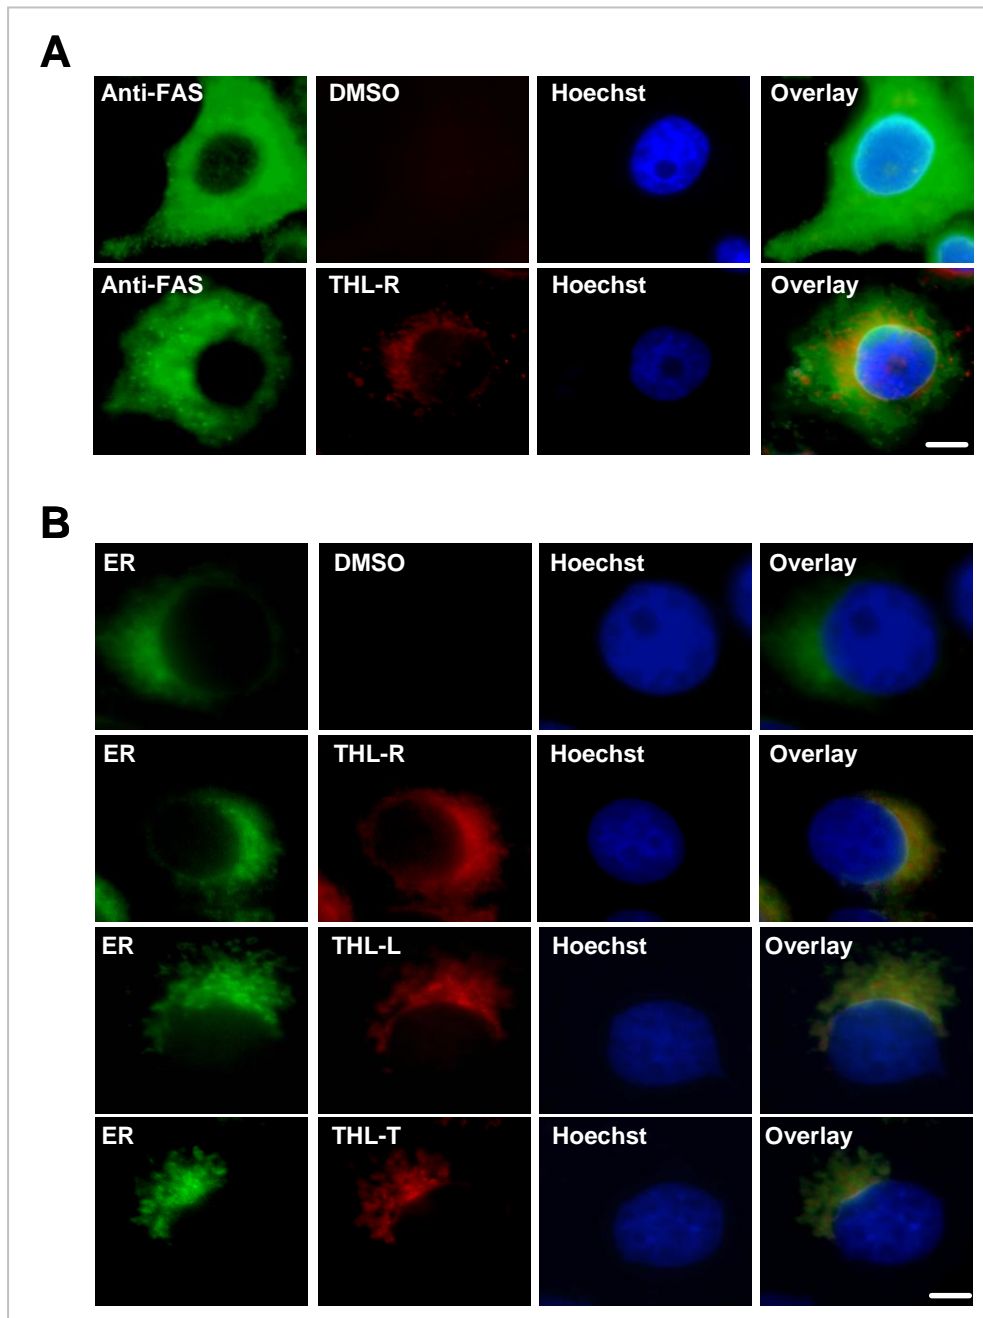 A
Anti-FAS DMSO Hoechst Overlay
Anti-FAS THL-R Hoechst Overlay
B
ER DMSO Hoechst Overlay
ER THL-R Hoechst Overlay
ER THL-L Hoechst Overlay
ER THL-T Hoechst Overlay